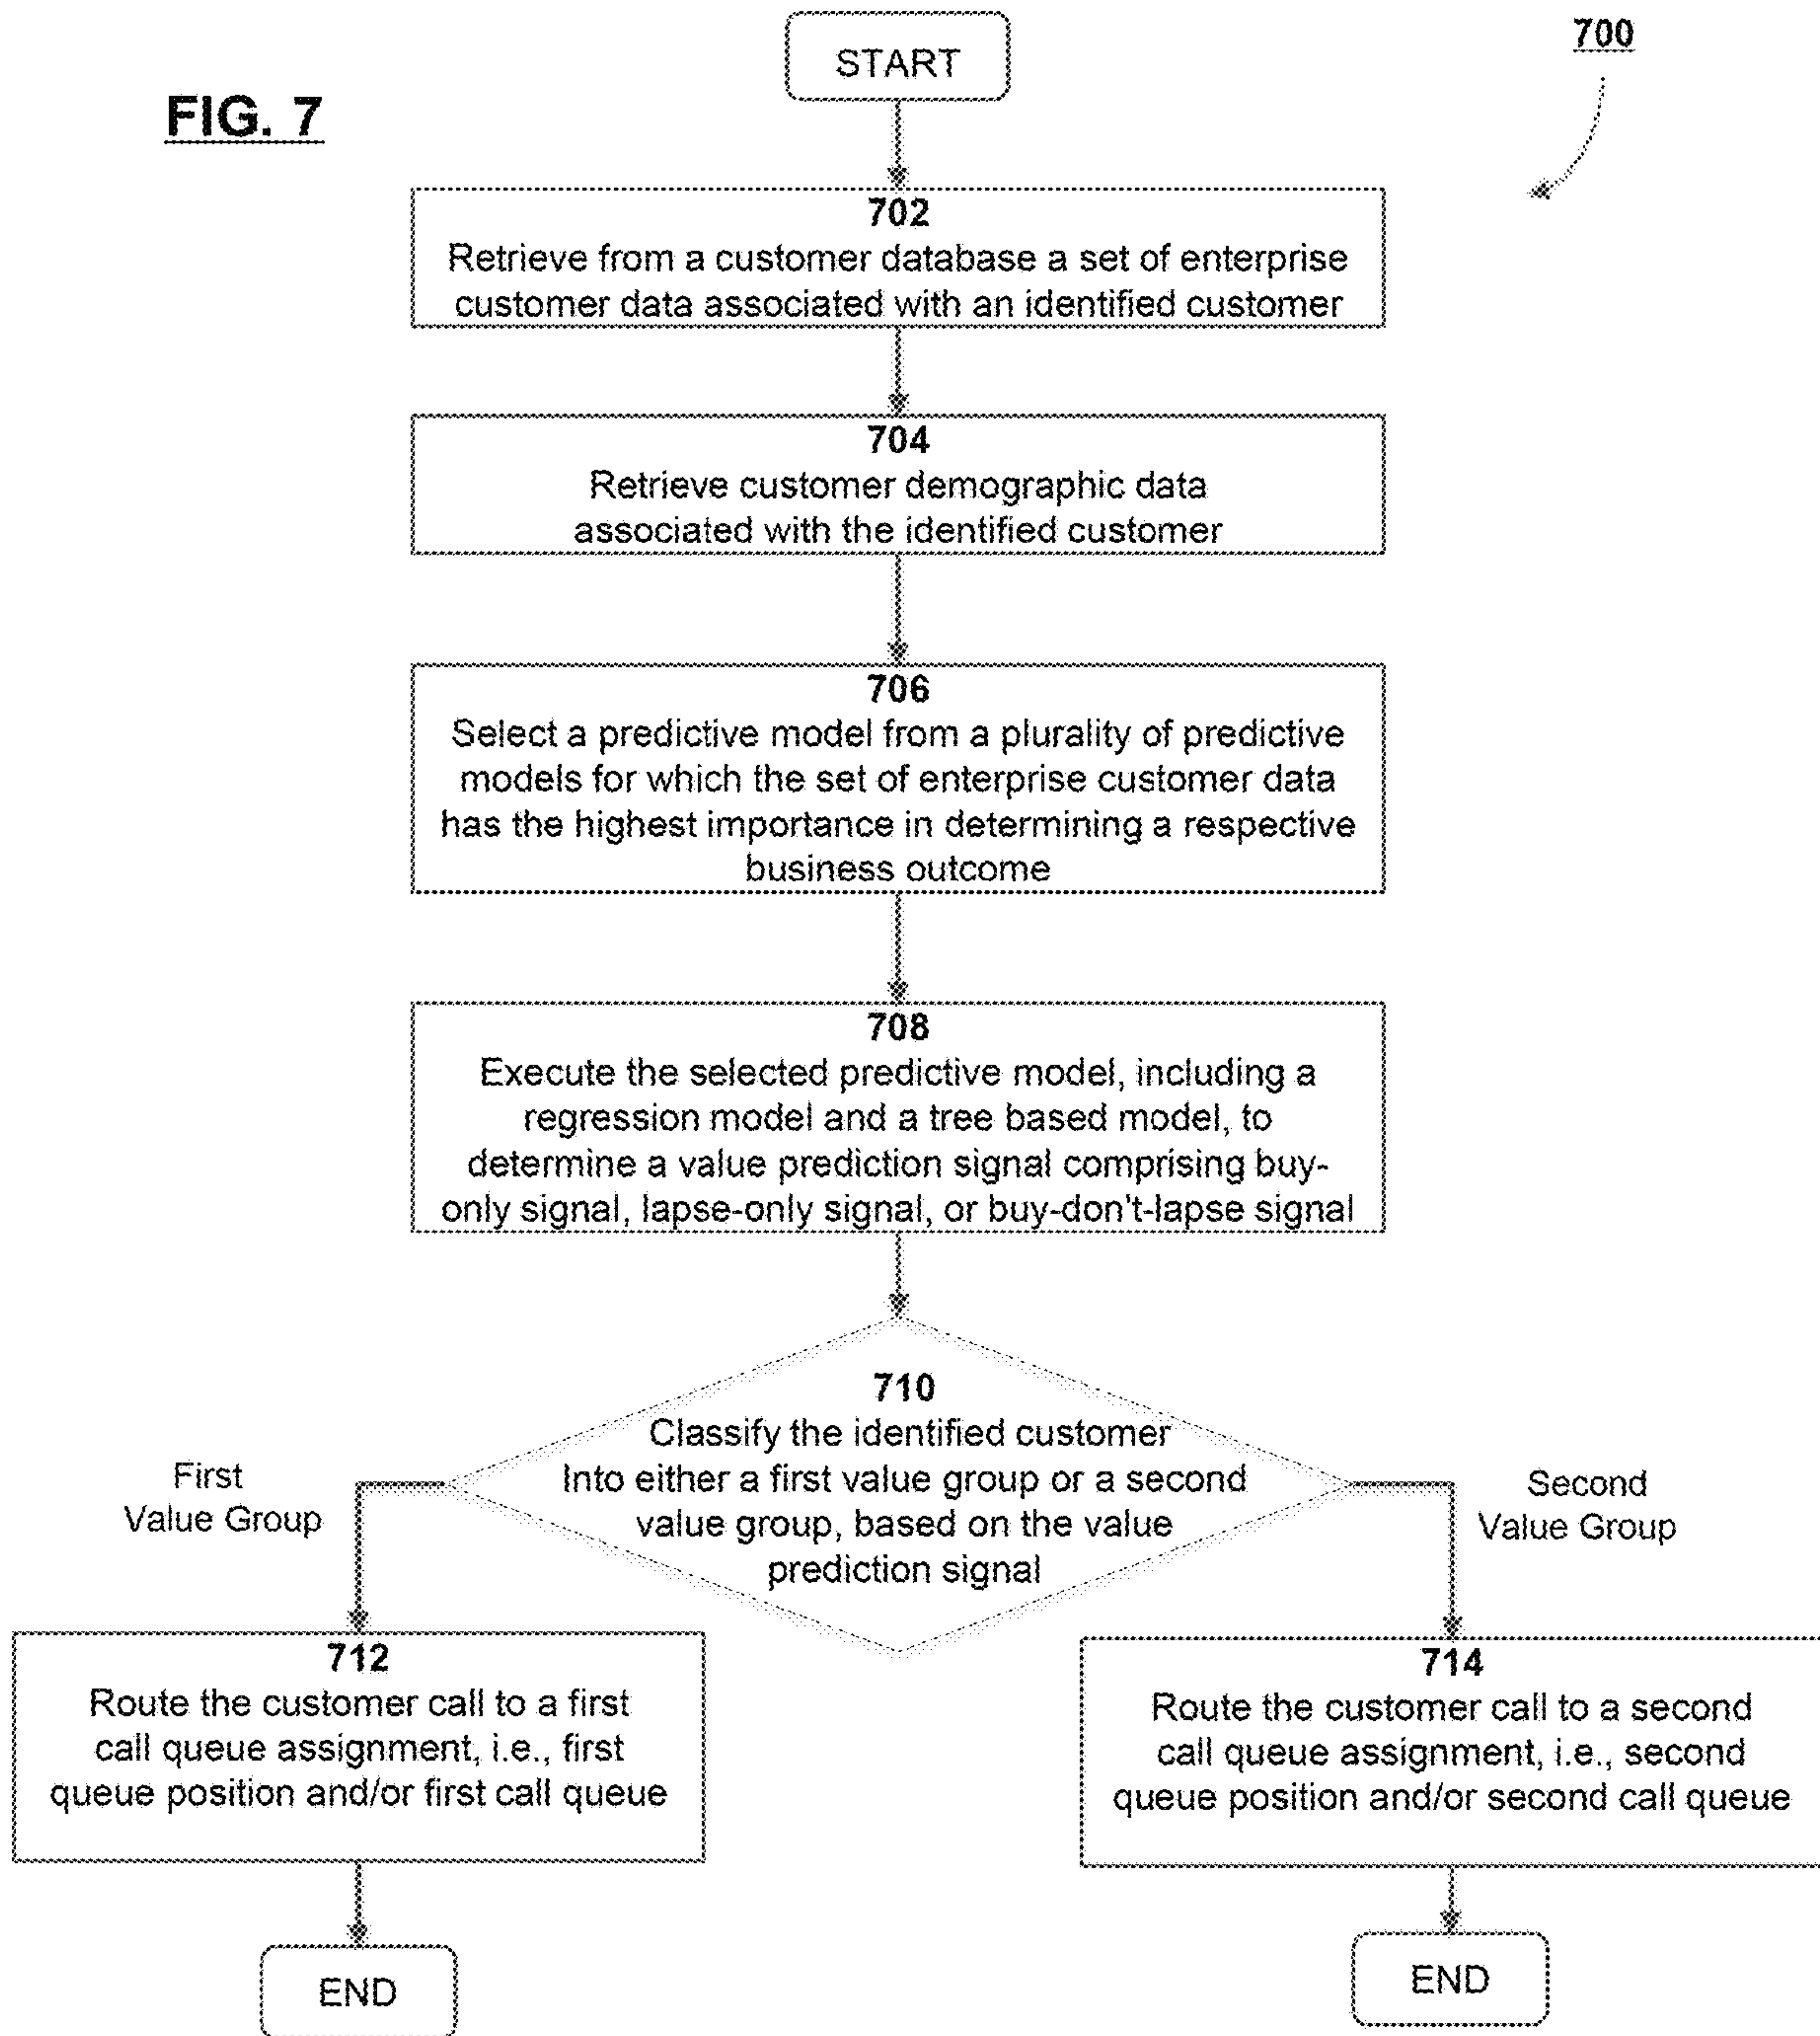 START
700
FIG. 7
702
Retrieve from a customer database a set of enterprise
customer data associated with an identified customer
704
Retrieve customer demographic data
associated with the identified customer
706
Select a predictive model from a plurality of predictive
models for which the set of enterprise customer data
has the highest importance in determining a respective
business outcome
708
Execute the selected predictive model, including a
regression model and a tree based model, to
determine a value prediction signal comprising buy-
only signal, lapse-only signal, or buy-don't-lapse signal
710
Classify the identified customer
Into either a first value group or a second
value group, based on the value
prediction signal
First
Value Group
Second
Value Group
712
Route the customer call to a first
call queue assignment, i.e., first
queue position and/or first call queue
714
Route the customer call to a second
call queue assignment, i.e., second
queue position and/or second call queue
END
END